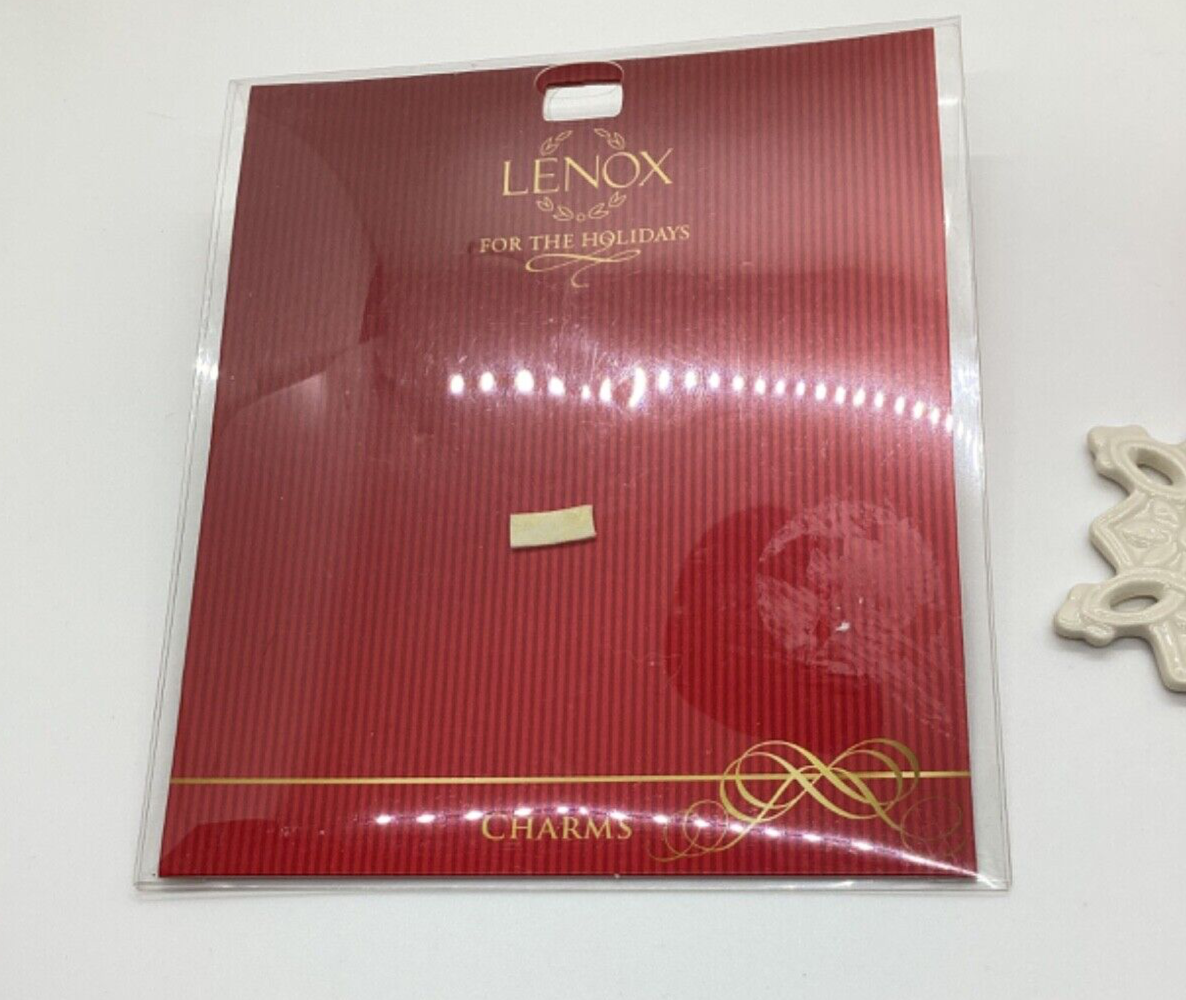 LENOX
FOR THE HOLIDAYS
CHARMS